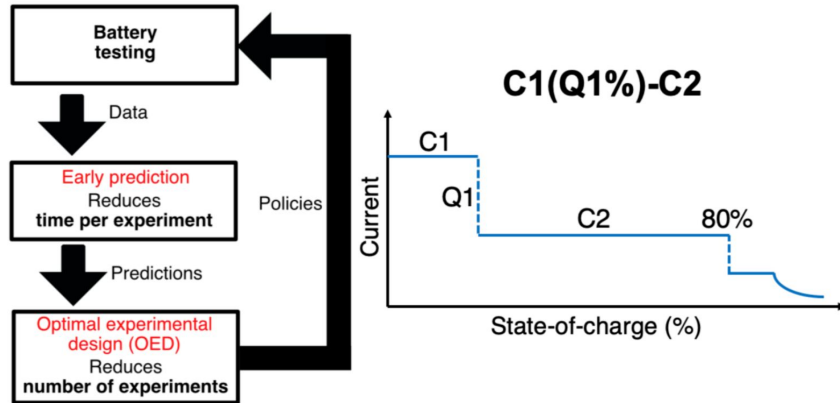 Battery
testing
Data
Early prediction
Reduces
time per experiment
Predictions
Optimal experimental
design (OED)
Reduces
number of experiments
Policies
C1(Q1%)-C2
C1
Q1
C2
80%
Current
State-of-charge (%)